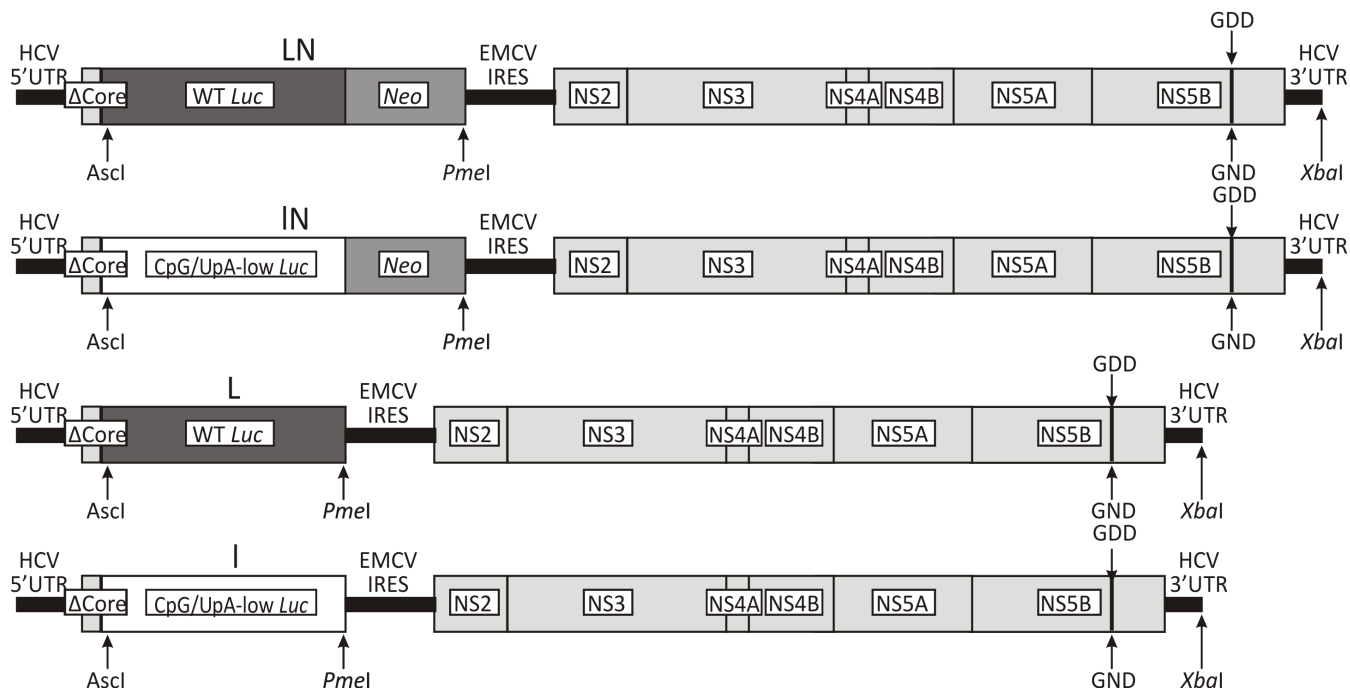 LN
GDD
HCV EMCV HCV
5'UTR IRES 3'UTR
ΔCore WT Luc Neo NS2 NS3 NS4A NS4B NS5A NS5B
AscI PmeI GND XbaI
lN
GDD
HCV EMCV HCV
5'UTR IRES 3'UTR
ΔCore CpG/UpA-low Luc Neo NS2 NS3 NS4A NS4B NS5A NS5B
AscI PmeI GND XbaI
L
GDD
HCV EMCV HCV
5'UTR IRES 3'UTR
ΔCore WT Luc NS2 NS3 NS4A NS4B NS5A NS5B
AscI PmeI GND XbaI
l
GDD
HCV EMCV HCV
5'UTR IRES 3'UTR
ΔCore CpG/UpA-low Luc NS2 NS3 NS4A NS4B NS5A NS5B
AscI PmeI GND XbaI